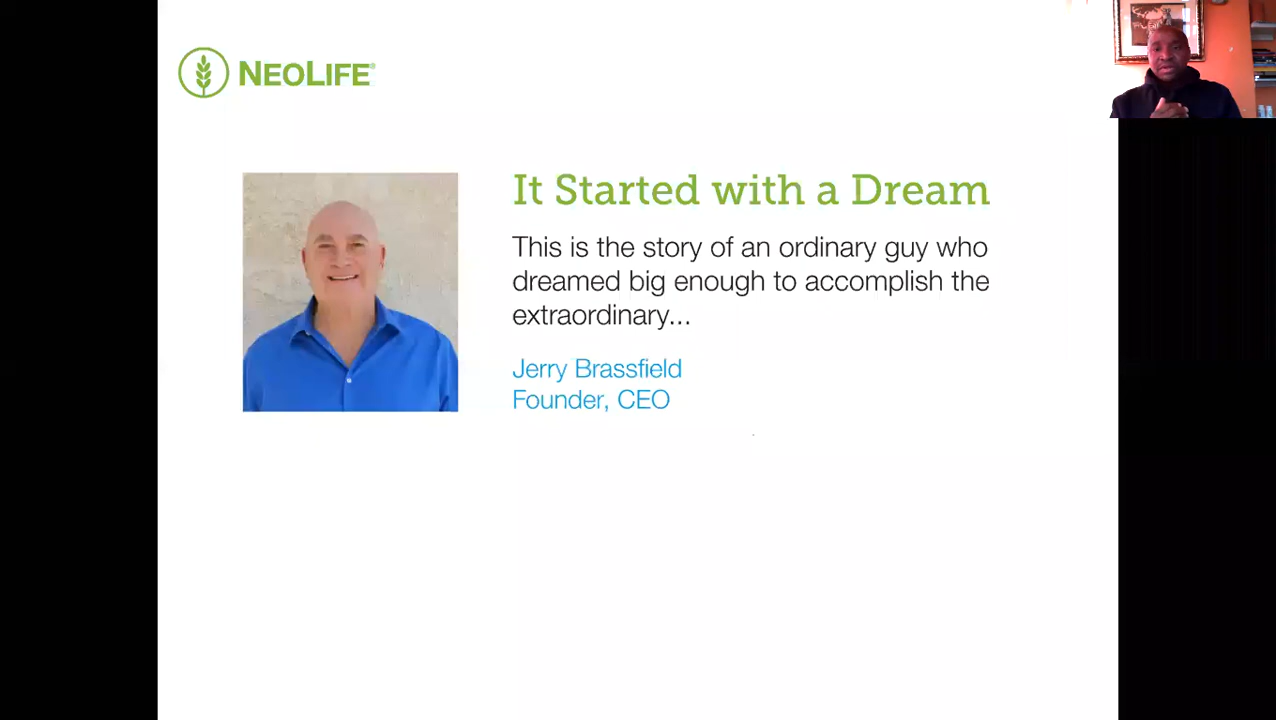 NEOLIFE®
It Started with a Dream
This is the story of an ordinary guy who
dreamed big enough to accomplish the
extraordinary...
Jerry Brassfield
Founder, CEO